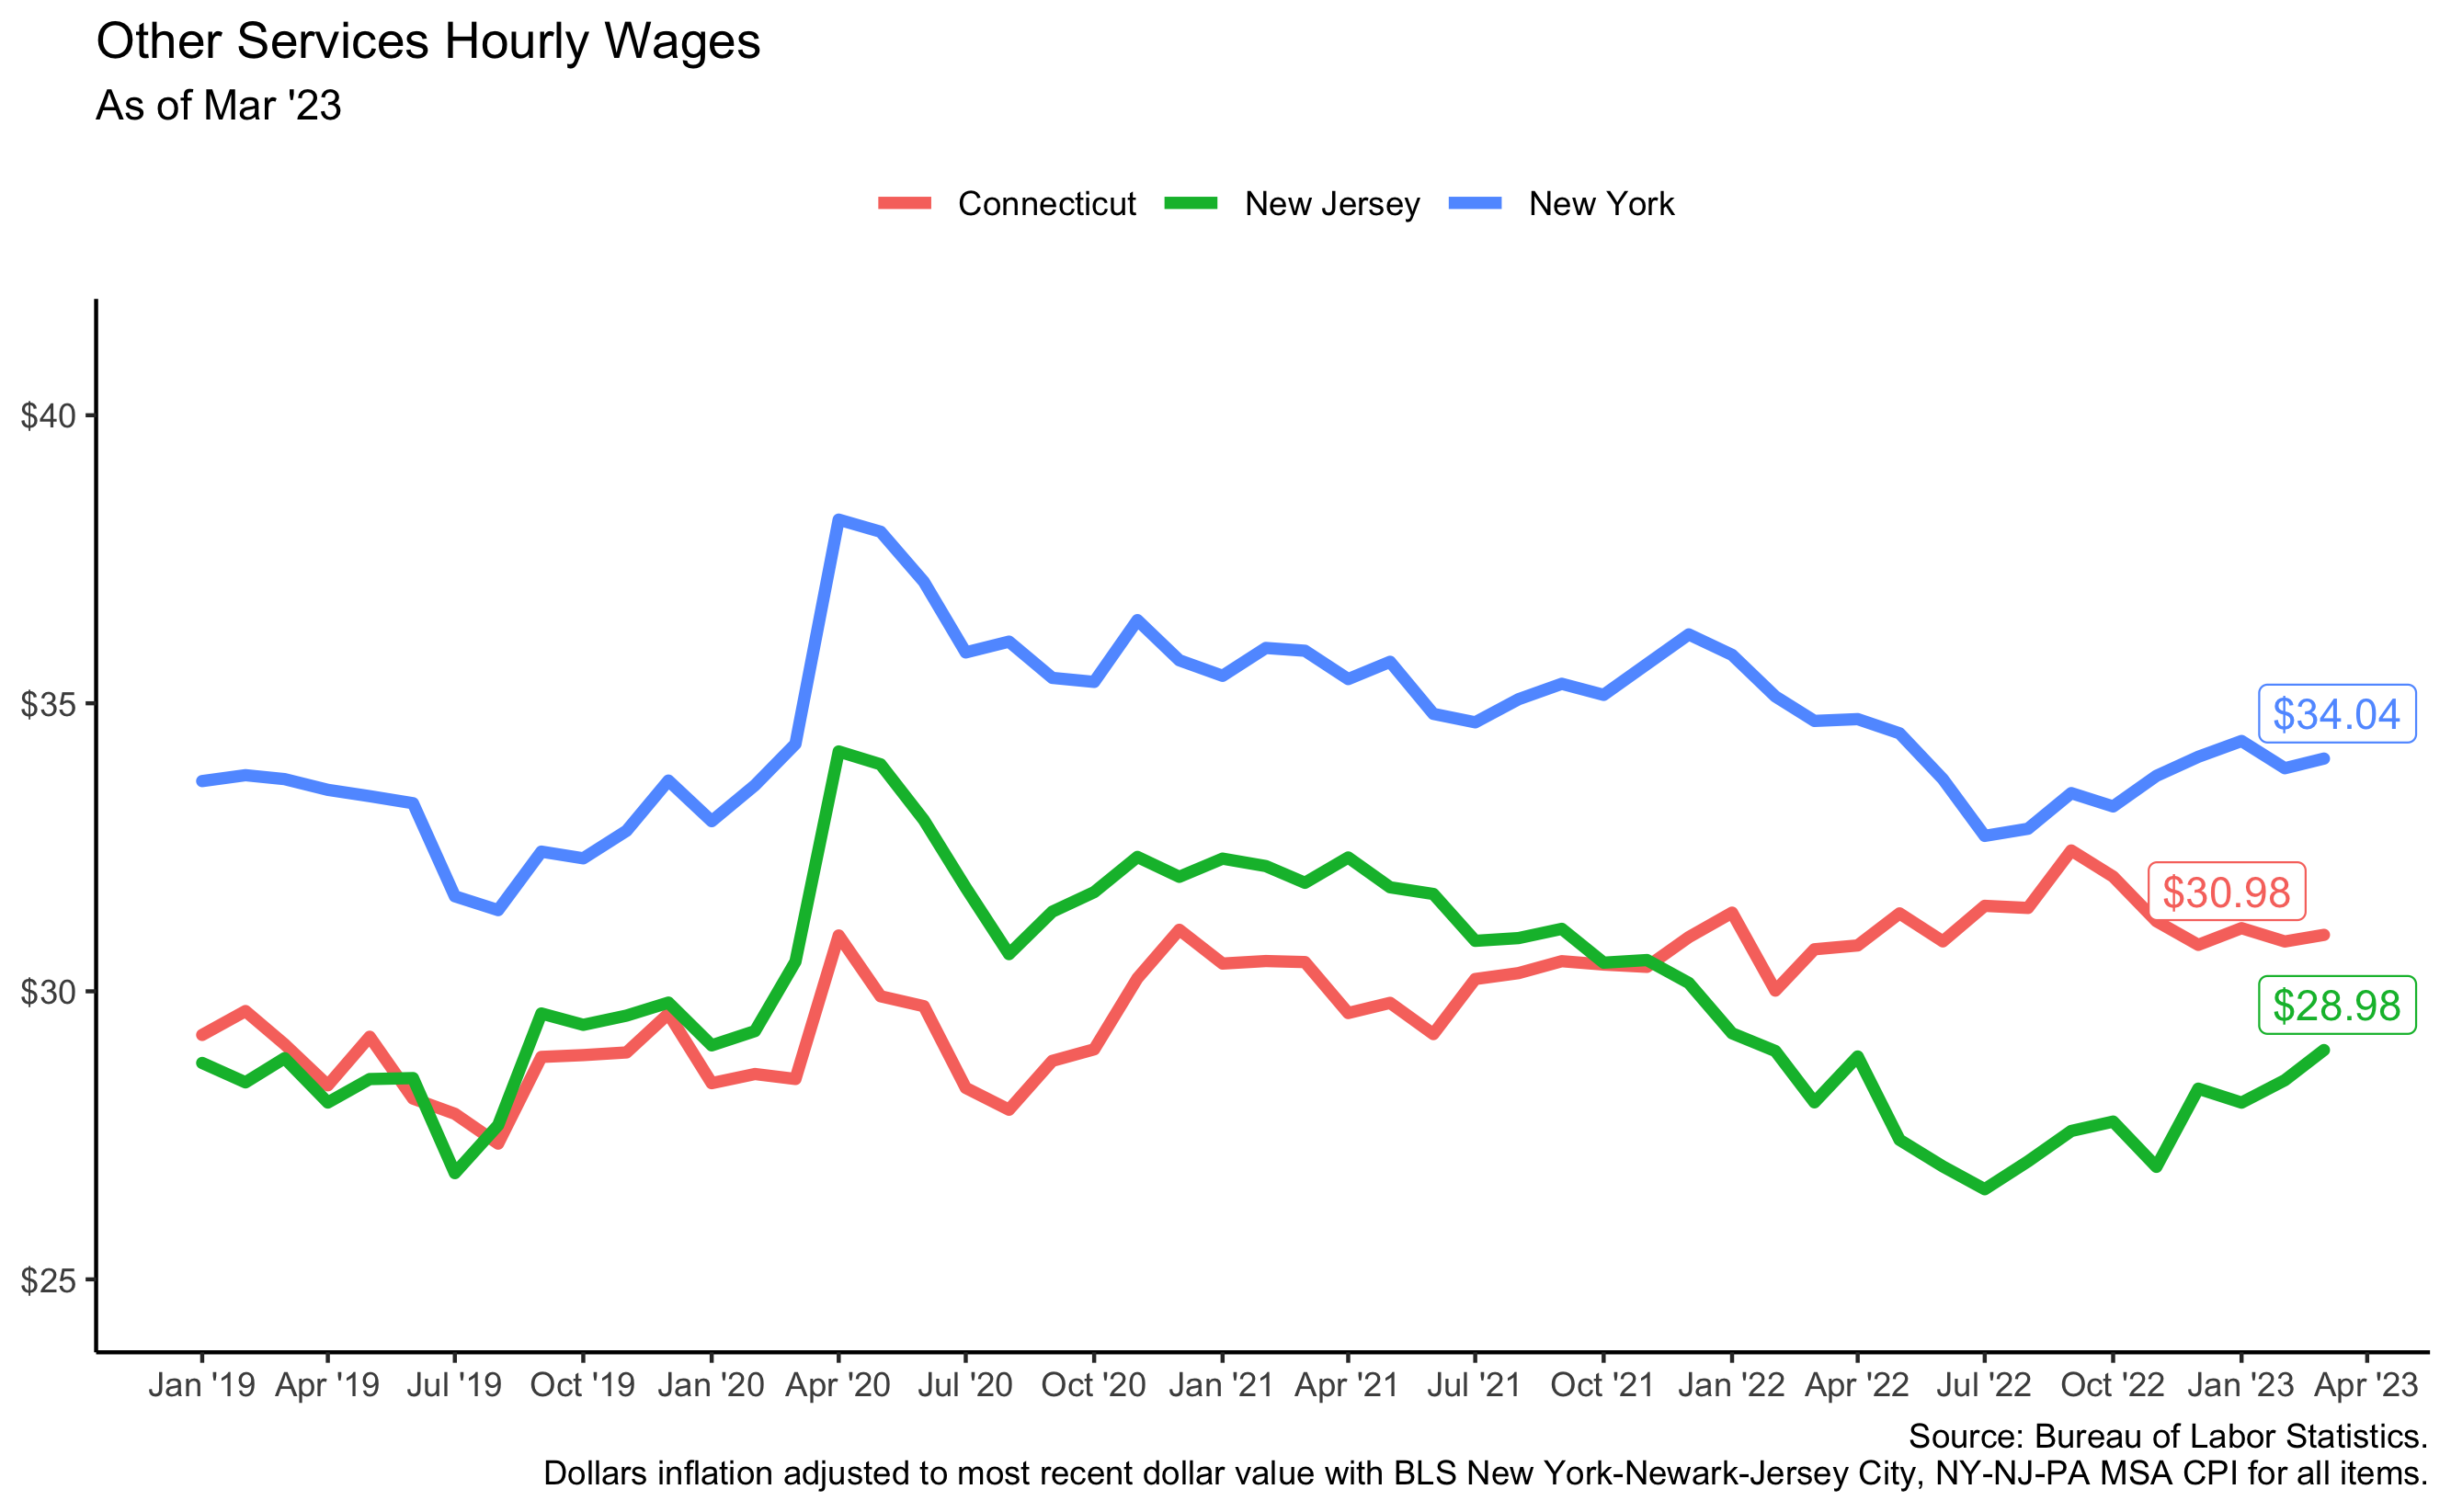 Other Services Hourly Wages
As of Mar '23
Connecticut New Jersey New York
$40
$35
$30
$25
$34.04
$30.98
$28.98
Jan '19 Apr '19 Jul '19 Oct '19 Jan '20 Apr '20 Jul '20 Oct '20 Jan '21 Apr '21 Jul '21 Oct '21 Jan '22 Apr '22 Jul '22 Oct '22 Jan '23 Apr '23
Source: Bureau of Labor Statistics.
Dollars inflation adjusted to most recent dollar value with BLS New York-Newark-Jersey City, NY-NJ-PA MSA CPI for all items.